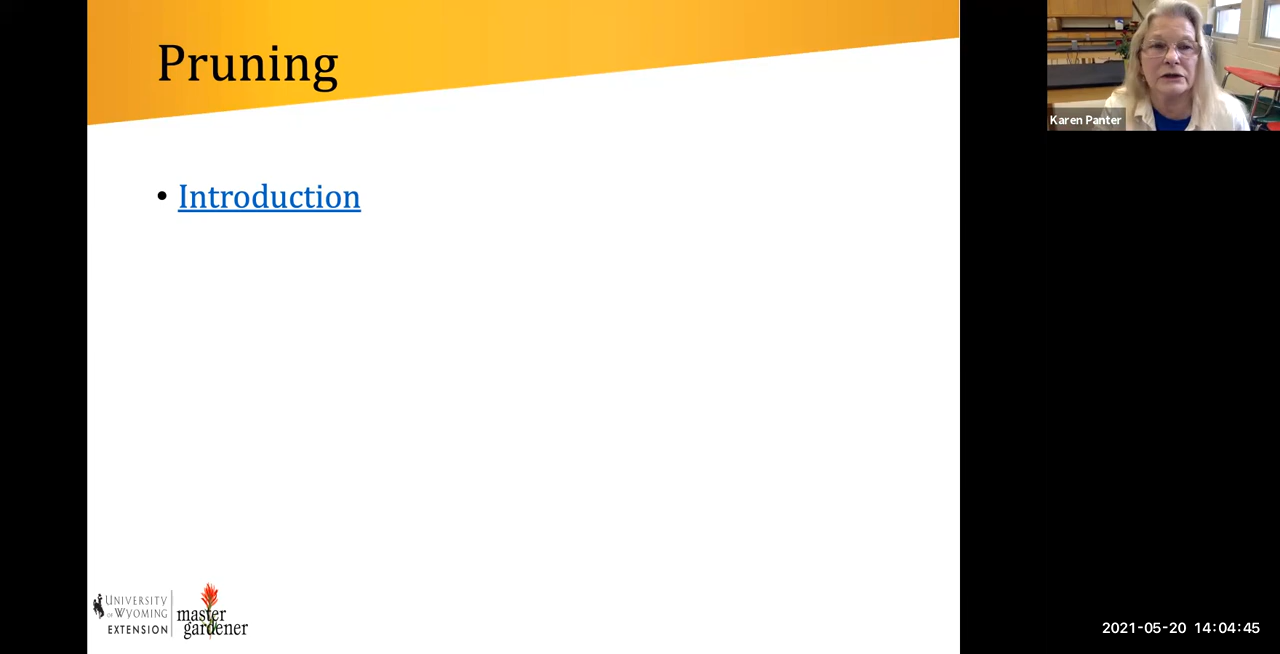 Pruning
• Introduction
Karen Panter
UNIVERSITY
OF WYOMING
EXTENSION
master
gardener
2021-05-20 14:04:45